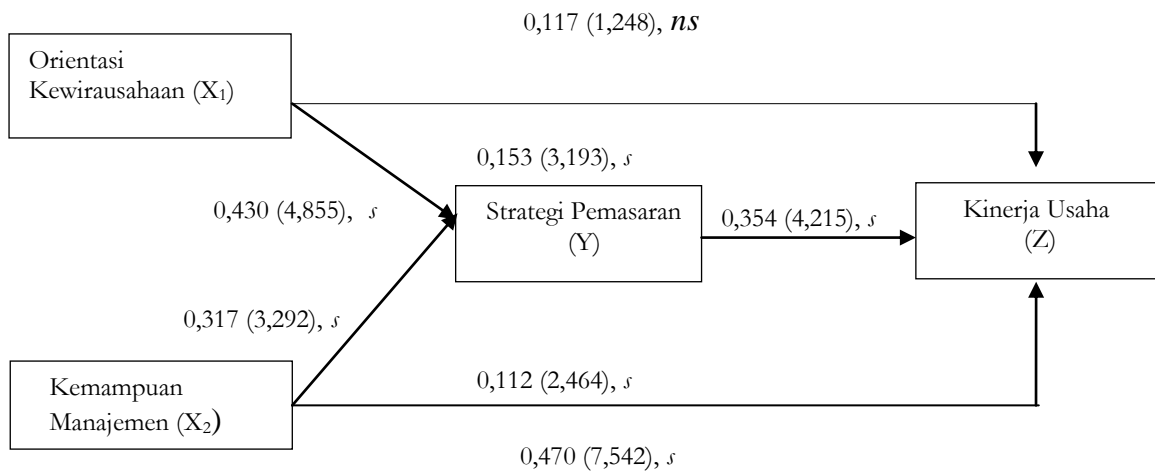 0,117 (1,248), ns
Orientasi
Kewirausahaan (X₁)
0,153 (3,193), s
0,430 (4,855), s
Strategi Pemasaran
(Y)
0,354 (4,215), s
Kinerja Usaha
(Z)
0,317 (3,292), s
Kemampuan
Manajemen (X₂)
0,112 (2,464), s
0,470 (7,542), s